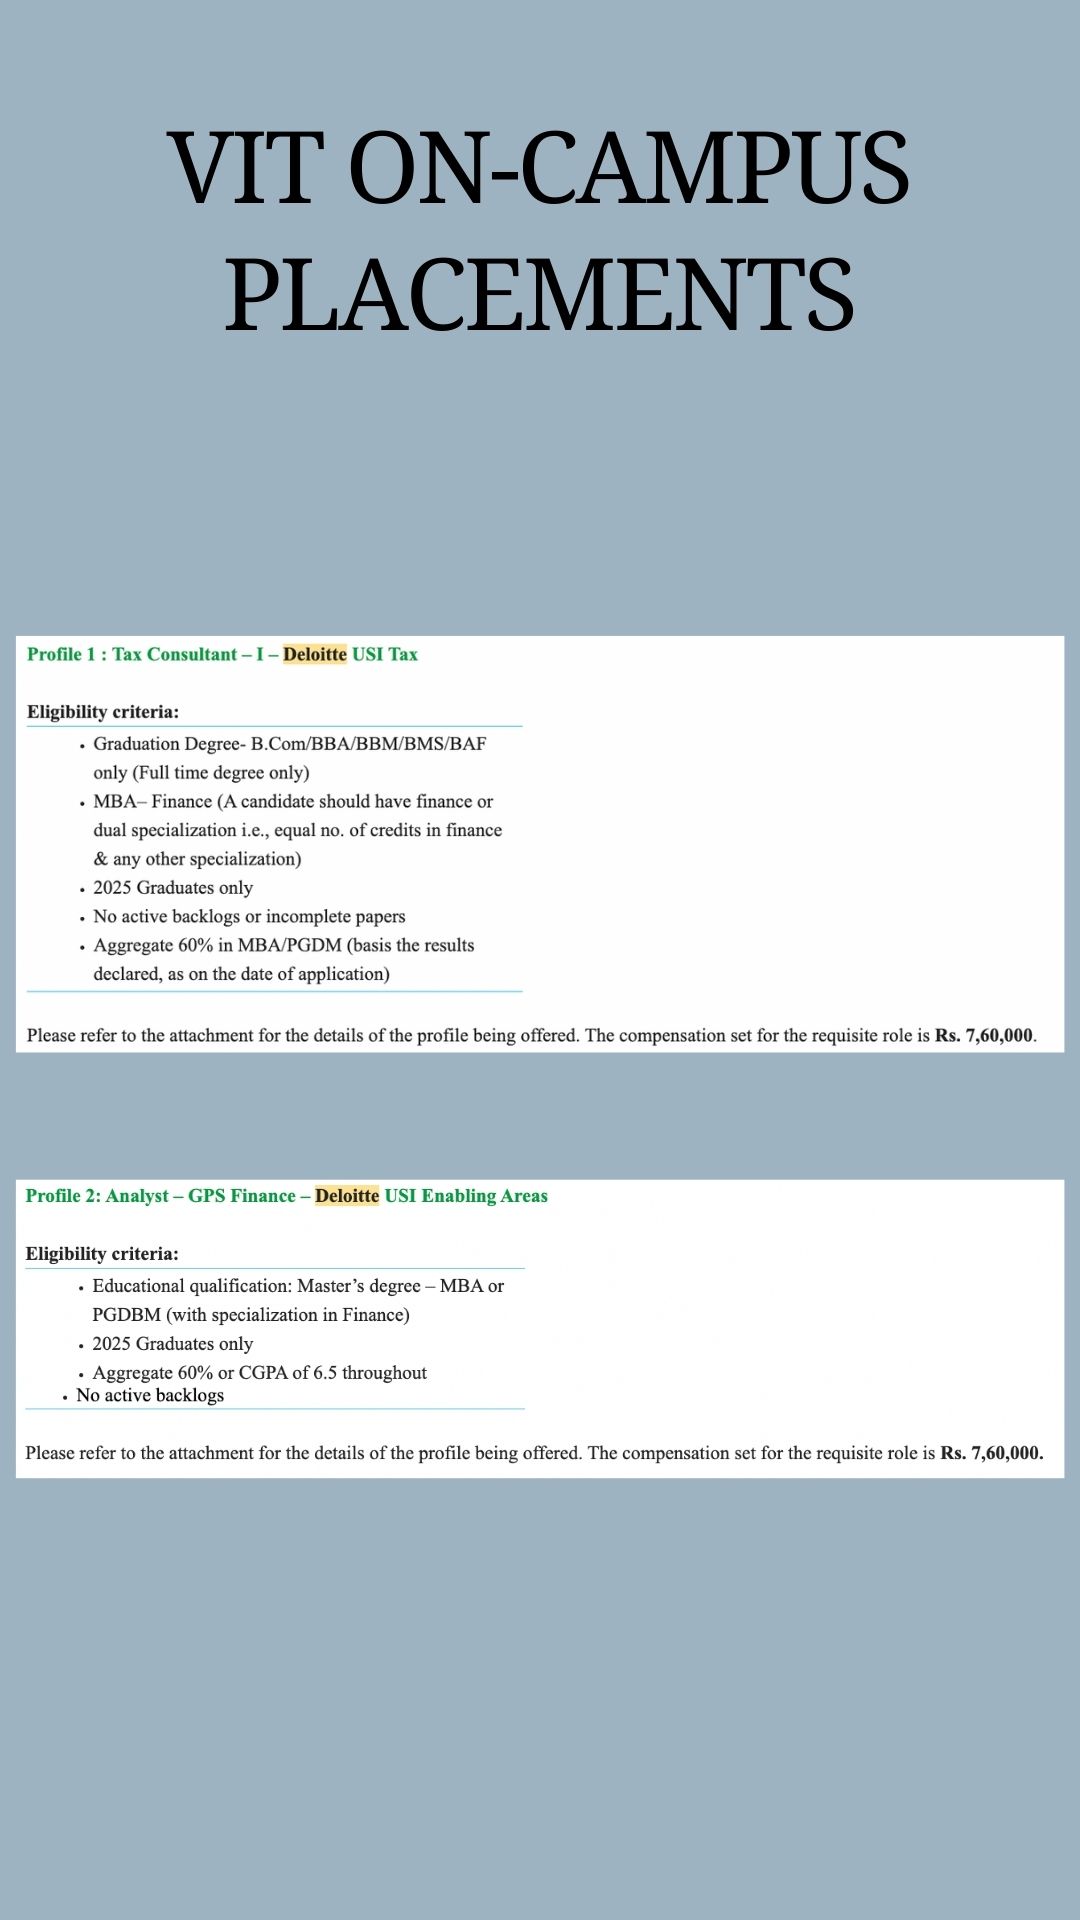 VIT ON-CAMPUS
PLACEMENTS
Profile 1 : Tax Consultant – I – Deloitte USI Tax
Eligibility criteria:
• Graduation Degree- B.Com/BBA/BBM/BMS/BAF
only (Full time degree only)
• MBA– Finance (A candidate should have finance or
dual specialization i.e., equal no. of credits in finance
& any other specialization)
• 2025 Graduates only
• No active backlogs or incomplete papers
• Aggregate 60% in MBA/PGDM (basis the results
declared, as on the date of application)
Please refer to the attachment for the details of the profile being offered. The compensation set for the requisite role is Rs. 7,60,000.
Profile 2: Analyst – GPS Finance – Deloitte USI Enabling Areas
Eligibility criteria:
• Educational qualification: Master’s degree – MBA or
PGDBM (with specialization in Finance)
• 2025 Graduates only
• Aggregate 60% or CGPA of 6.5 throughout
• No active backlogs
Please refer to the attachment for the details of the profile being offered. The compensation set for the requisite role is Rs. 7,60,000.